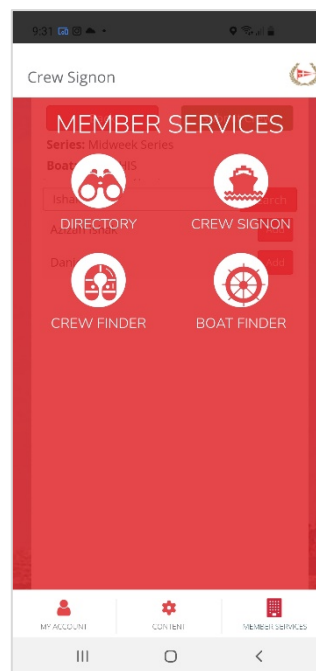 9:31
Crew Signon
MEMBER SERVICES
Series: Midweek Series
DIRECTORY CREW SIGNON
Add
CREW FINDER BOAT FINDER
MY ACCOUNT CONTENT MEMBER SERVICES